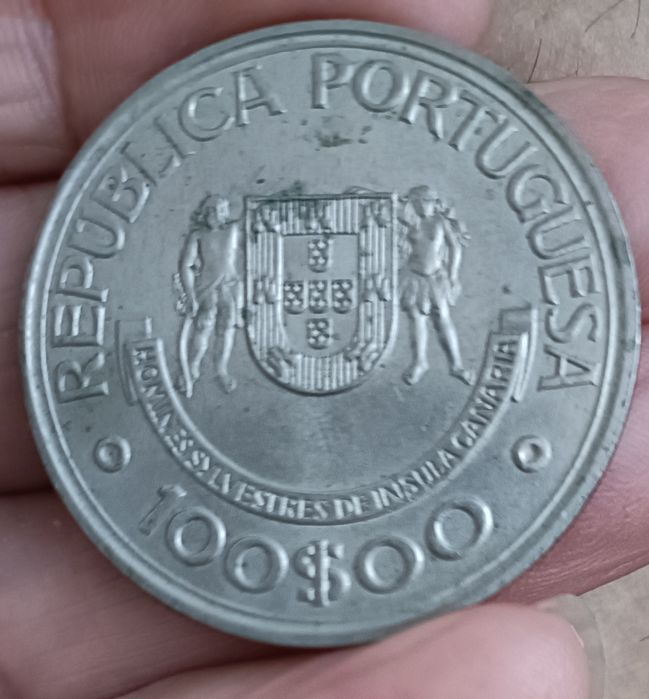 REPUBLICA PORTUGUESA
HOMINES SYLVESTRES DE INSULA CANARIA
100$00